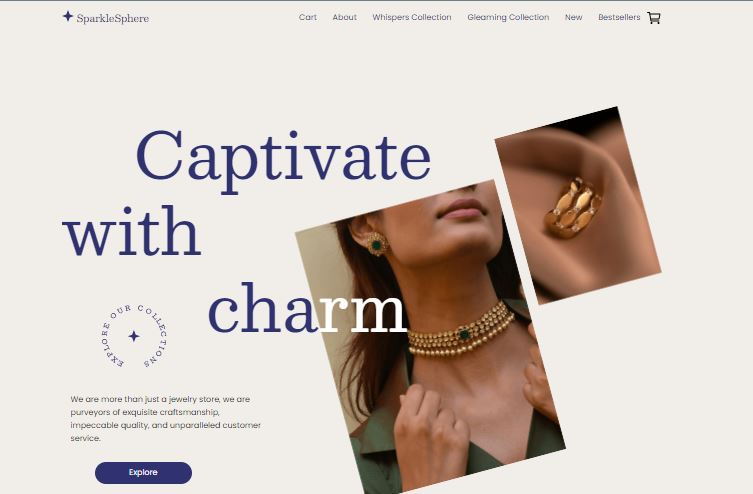 SparkleSphere
Cart About Whispers Collection Gleaming Collection New Bestsellers
Captivate
with
charm
EXPLORE OUR COLLECTIONS
We are more than just a jewelry store, we are
purveyors of exquisite craftsmanship,
impeccable quality, and unparalleled customer
service.
Explore